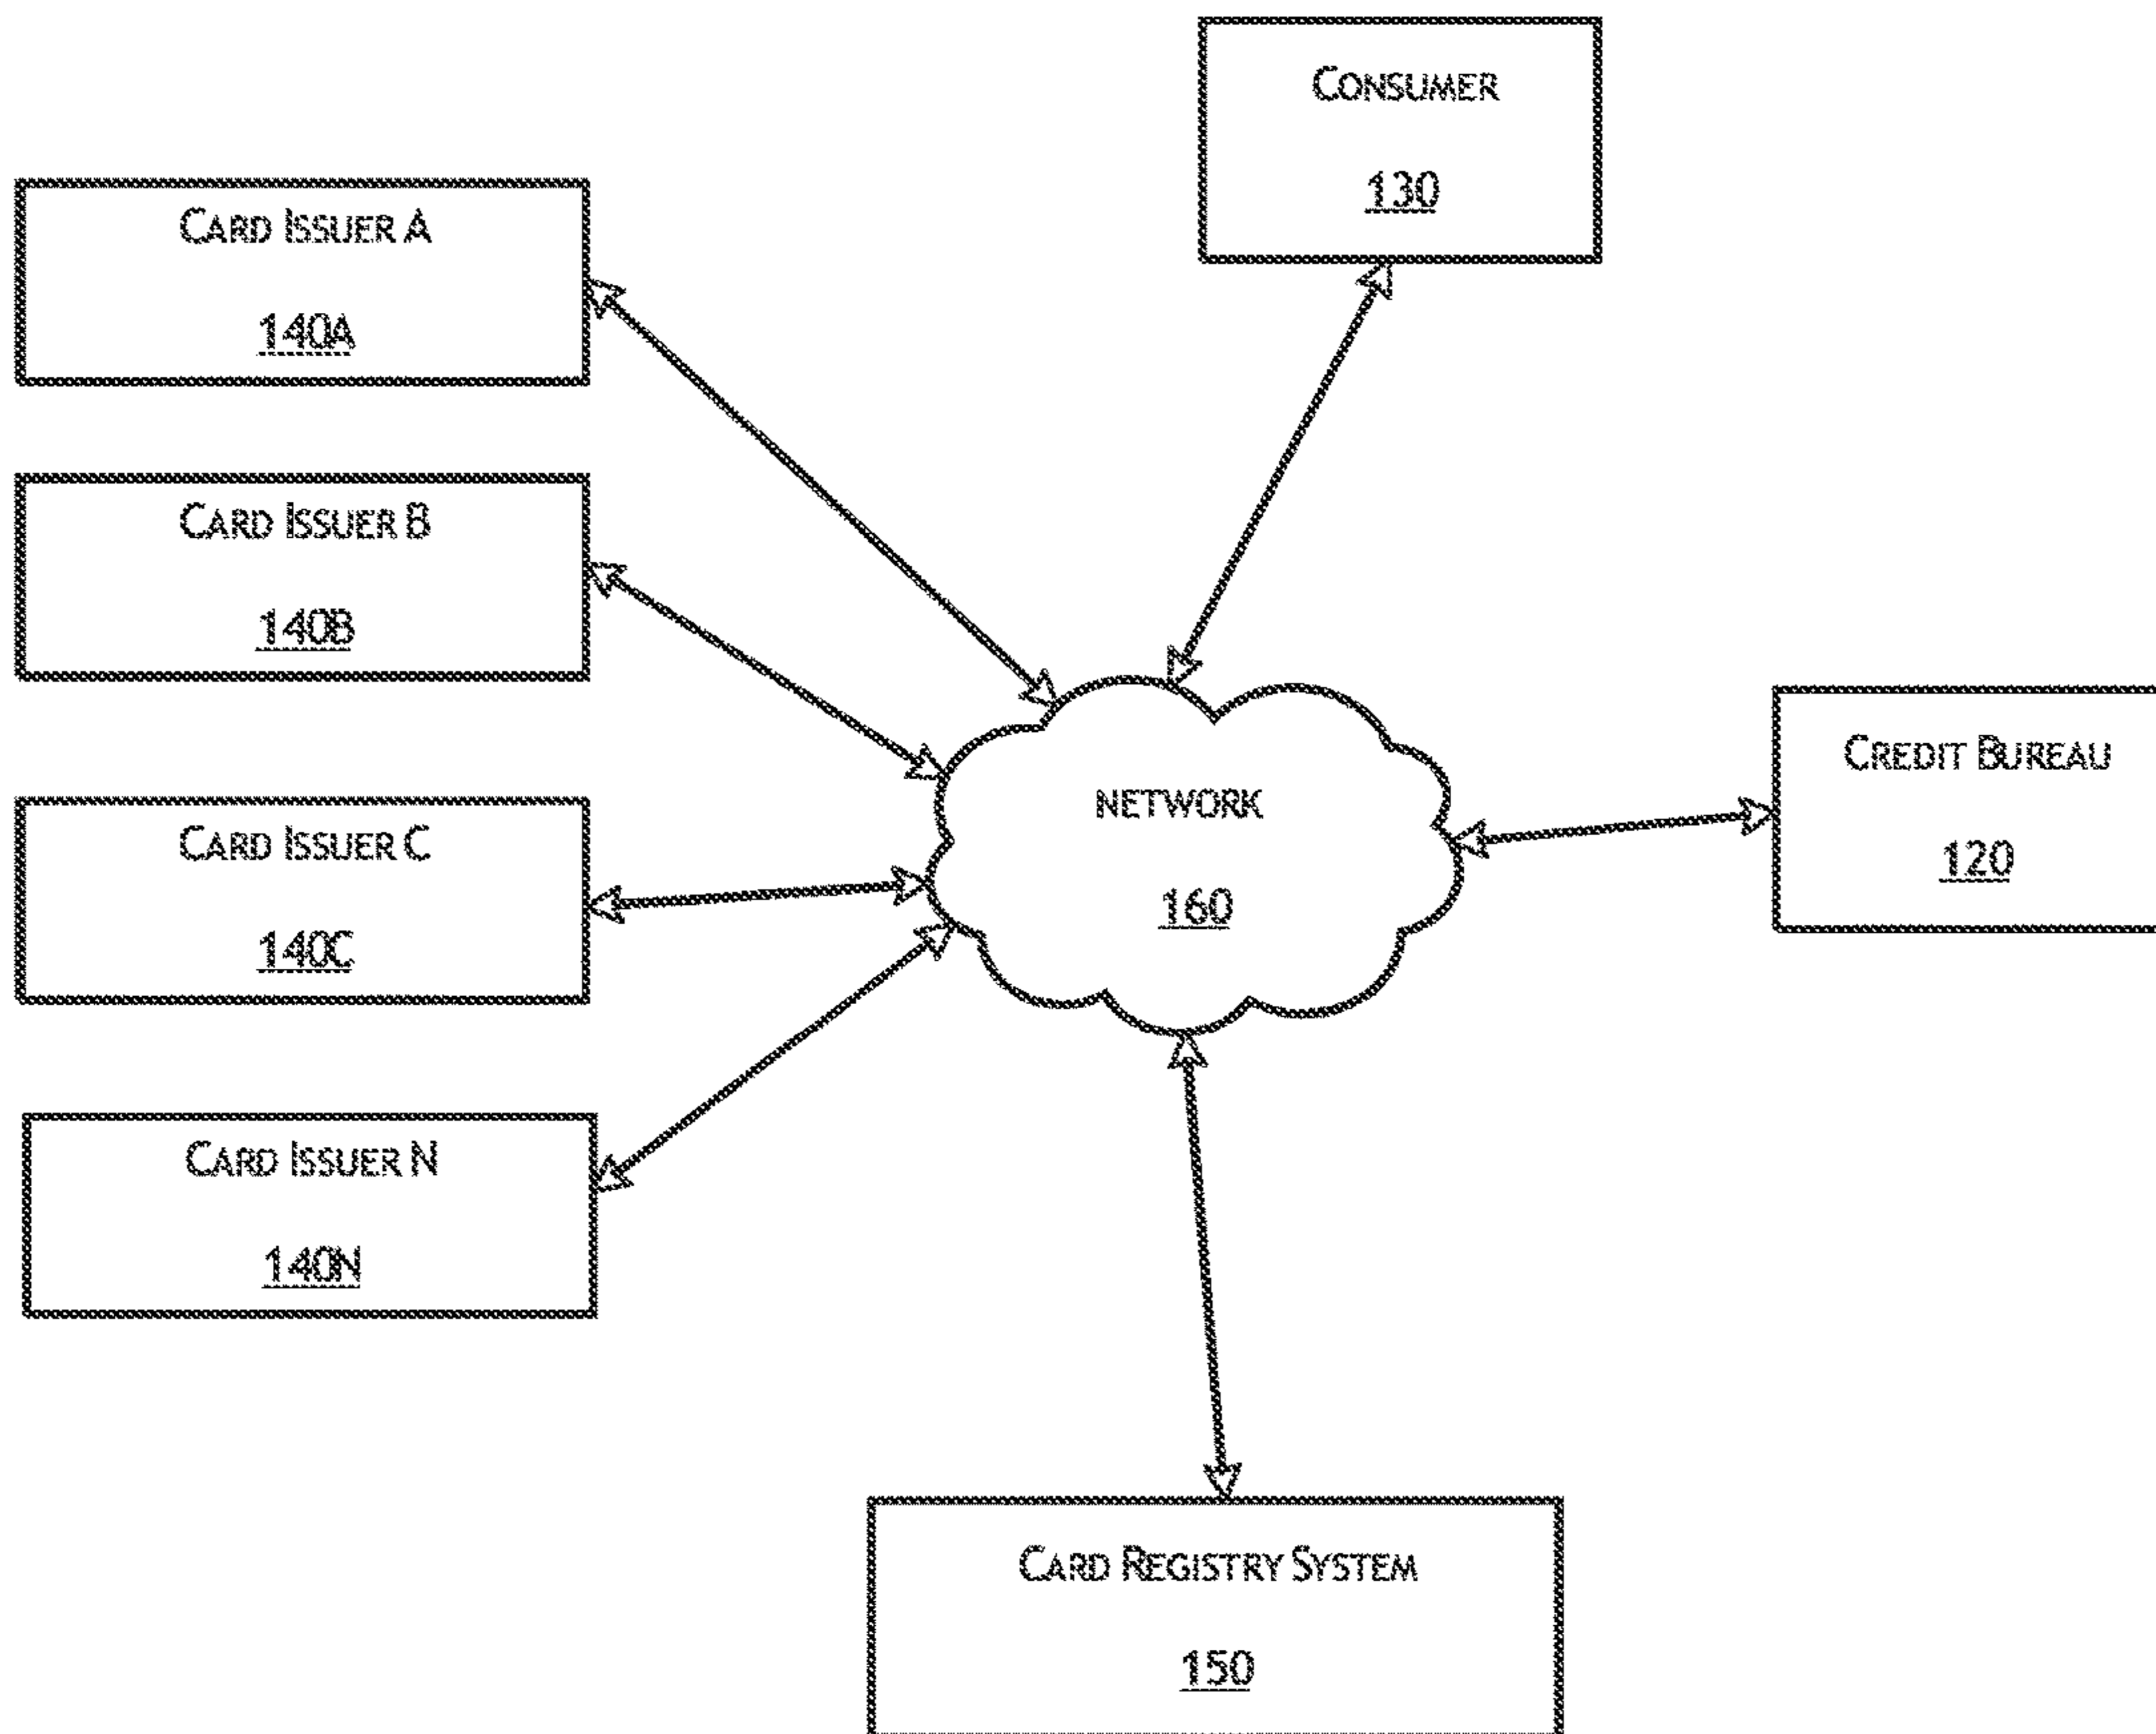 Consumer
130
Card Issuer A
140A
Card Issuer B
140B
Card Issuer C
140C
Card Issuer N
140N
NETWORK
160
Credit Bureau
120
Card Registry System
150